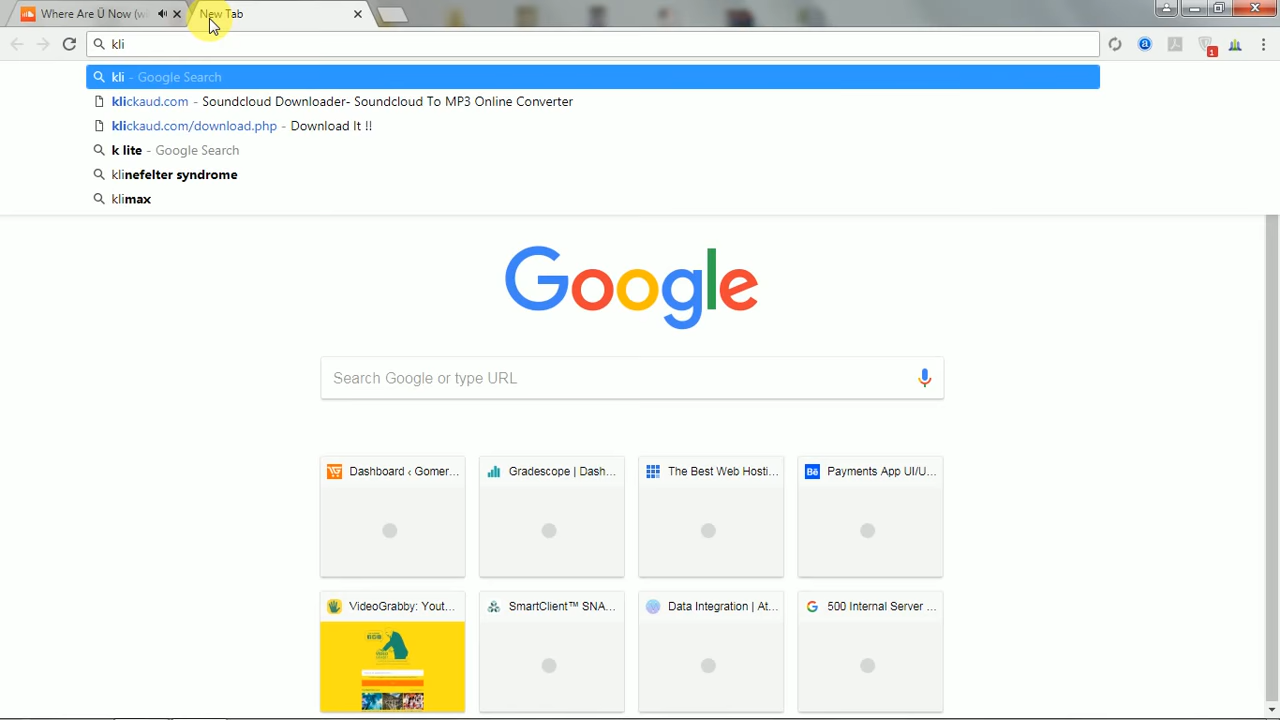 Where Are Ü Now (wi
New Tab
kli
1
kli - Google Search
klickaud.com - Soundcloud Downloader- Soundcloud To MP3 Online Converter
klickaud.com/download.php - Download It !!
k lite - Google Search
klinefelter syndrome
klimax
Google
Search Google or type URL
Dashboard ‹ Gomer...
Gradescope | Dash...
The Best Web Hosti...
Bē Payments App UI/U...
VideoGrabby: Yout...
SmartClient™ SNA...
Data Integration | At...
500 Internal Server ...